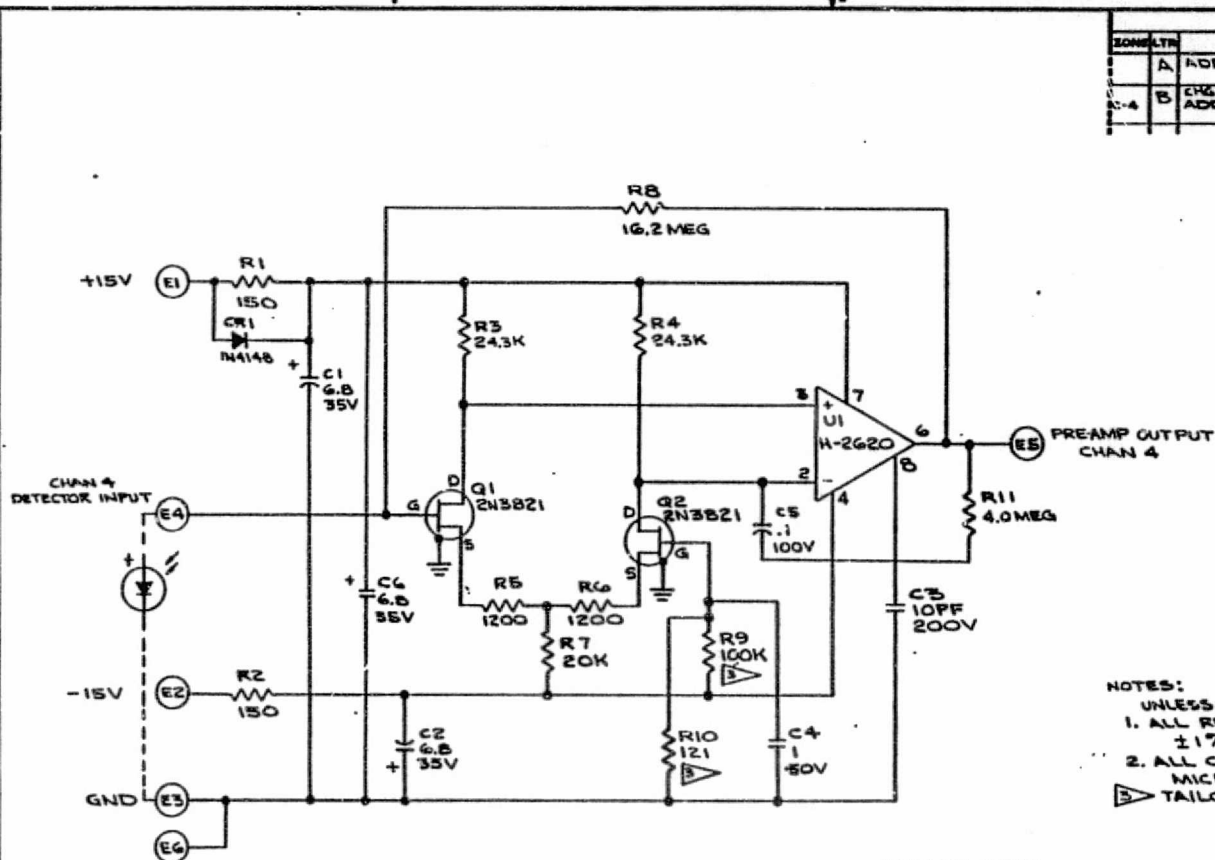 ZONE LTR
A
C-4 B CHG
R8
16.2 MEG
+15V E1 R1
150
CR1
1N4148
R3
24.3K
R4
24.3K
+ C1
6.8
35V
3 + 7
U1
H-2620
6
8
2 -
4
E5 PRE-AMP OUTPUT
CHAN 4
CHAN 4
DETECTOR INPUT
E4
G D S
Q1
2N3821
D G S
Q2
2N3821
C5
.1
100V
R11
4.0 MEG
+
+ C6
6.8
35V
R5
1200
R6
1200
R7
20K
R9
100K
3
C3
10PF
200V
-15V E2 R2
150
C2
6.8
35V
+
R10
121
3
C4
1
50V
GND E3
E6
NOTES:
UNLESS
1. ALL
±1%
2. ALL
3